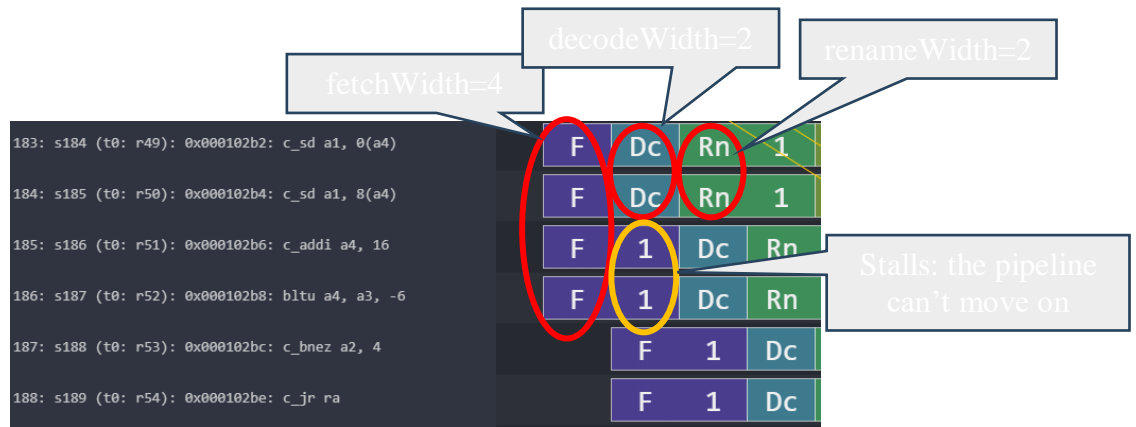 decodeWidth=2
renameWidth=2
fetchWidth=4
183: s184 (t0: r49): 0x000102b2: c_sd a1, 0(a4) F Dc Rn 1
184: s185 (t0: r50): 0x000102b4: c_sd a1, 8(a4) F Dc Rn 1
185: s186 (t0: r51): 0x000102b6: c_addi a4, 16 F 1 Dc Rn
186: s187 (t0: r52): 0x000102b8: bltu a4, a3, -6 F 1 Dc Rn
187: s188 (t0: r53): 0x000102bc: c_bnez a2, 4 F 1 Dc
188: s189 (t0: r54): 0x000102be: c_jr ra F 1 Dc
Stalls: the pipeline
can't move on